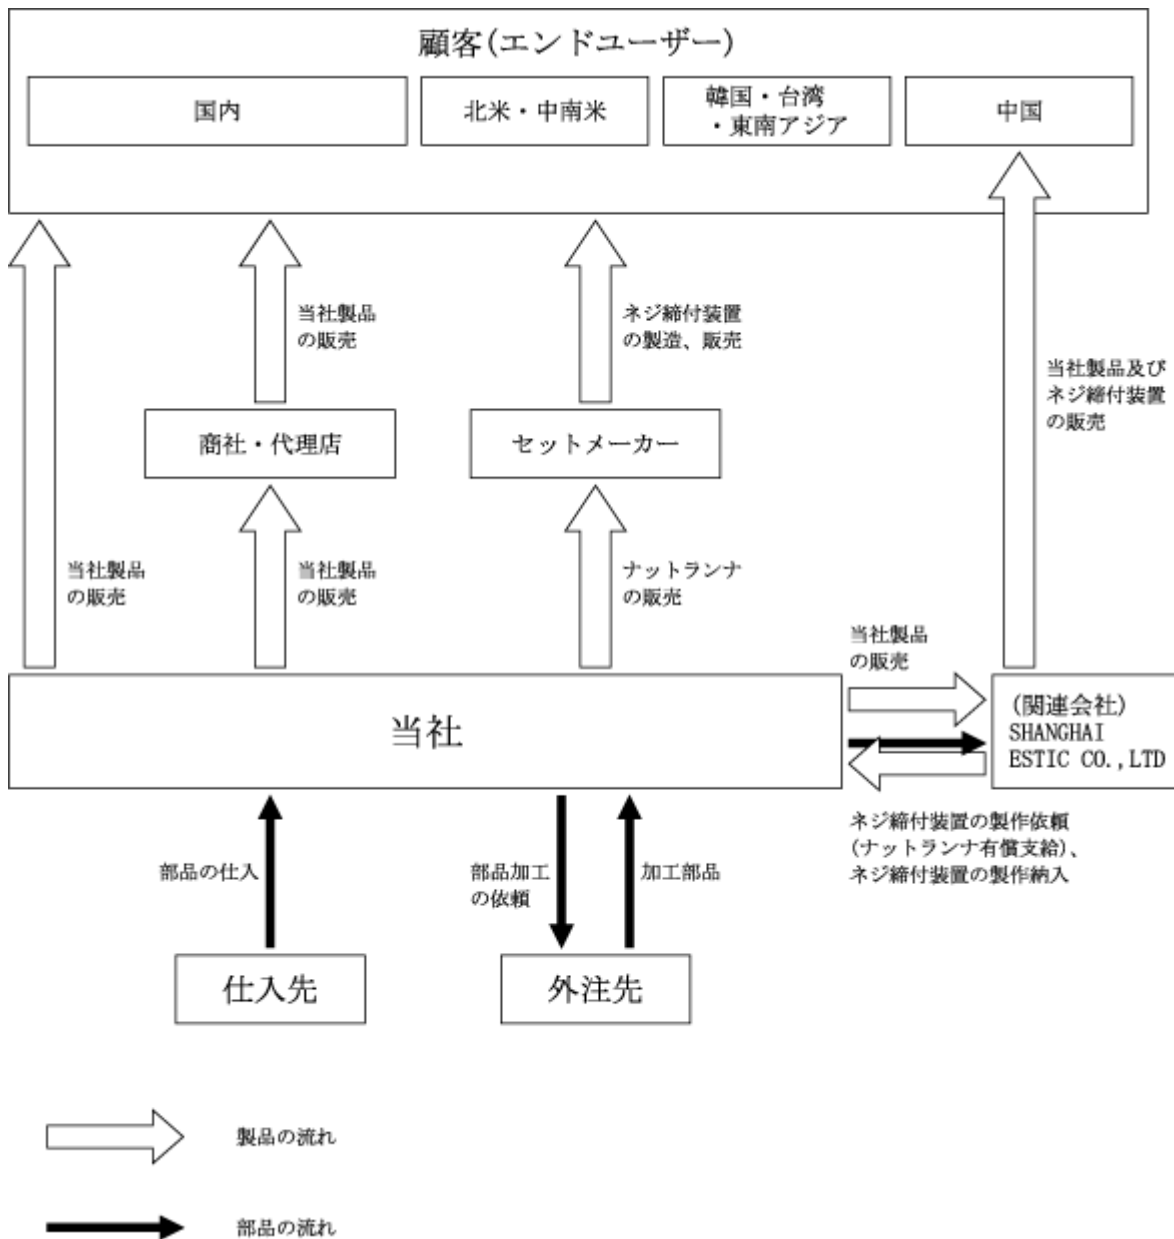 顧客(エンドユーザー)
国内
北米・中南米
韓国・台湾
・東南アジア
中国
当社製品
の販売
ネジ締付装置
の製造、販売
当社製品及び
ネジ締付装置
の販売
商社・代理店
セットメーカー
当社製品
の販売
当社製品
の販売
ナットランナ
の販売
当社製品
の販売
当社
(関連会社)
SHANGHAI
ESTIC CO.,LTD
ネジ締付装置の製作依頼
(ナットランナ有償支給)、
ネジ締付装置の製作納入
部品の仕入
部品加工
の依頼
加工部品
仕入先
外注先
製品の流れ
部品の流れ